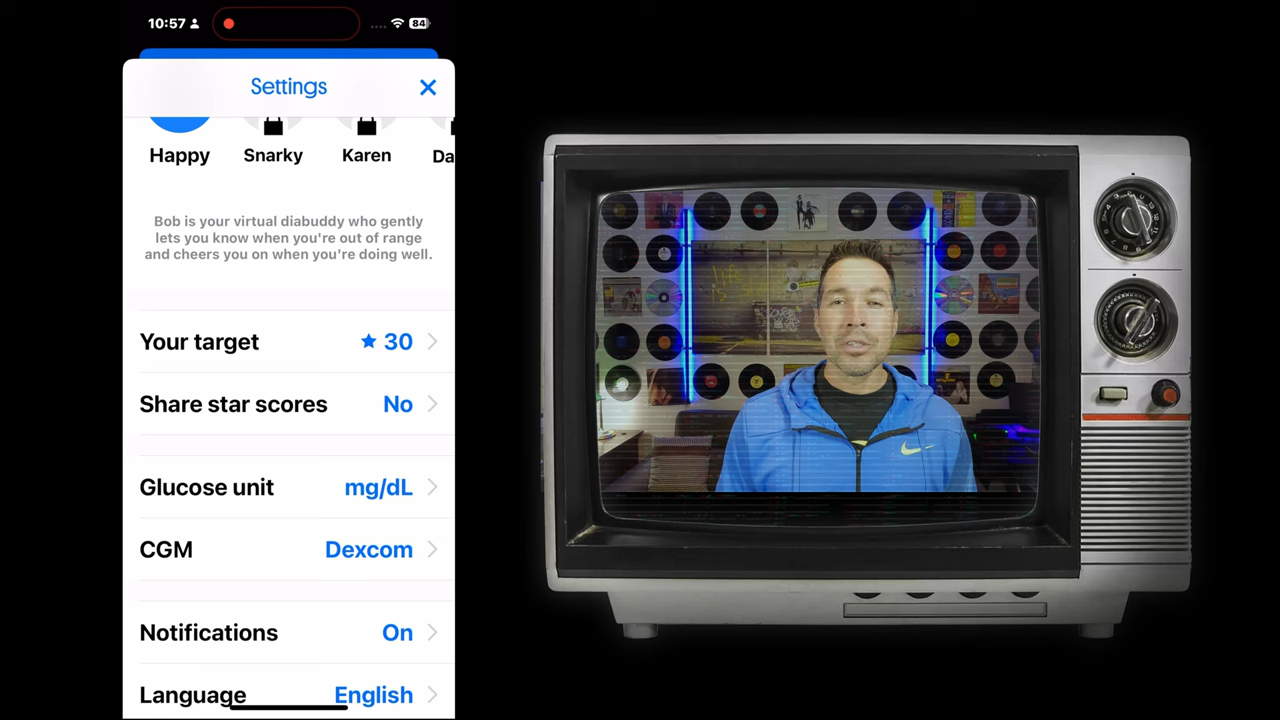 10:57
84
Settings
Happy
Snarky
Karen
Da
Bob is your virtual diabuddy who gently
lets you know when you're out of range
and cheers you on when you're doing well.
Your target
30
Share star scores
No
Glucose unit
mg/dL
CGM
Dexcom
Notifications
On
Language
English